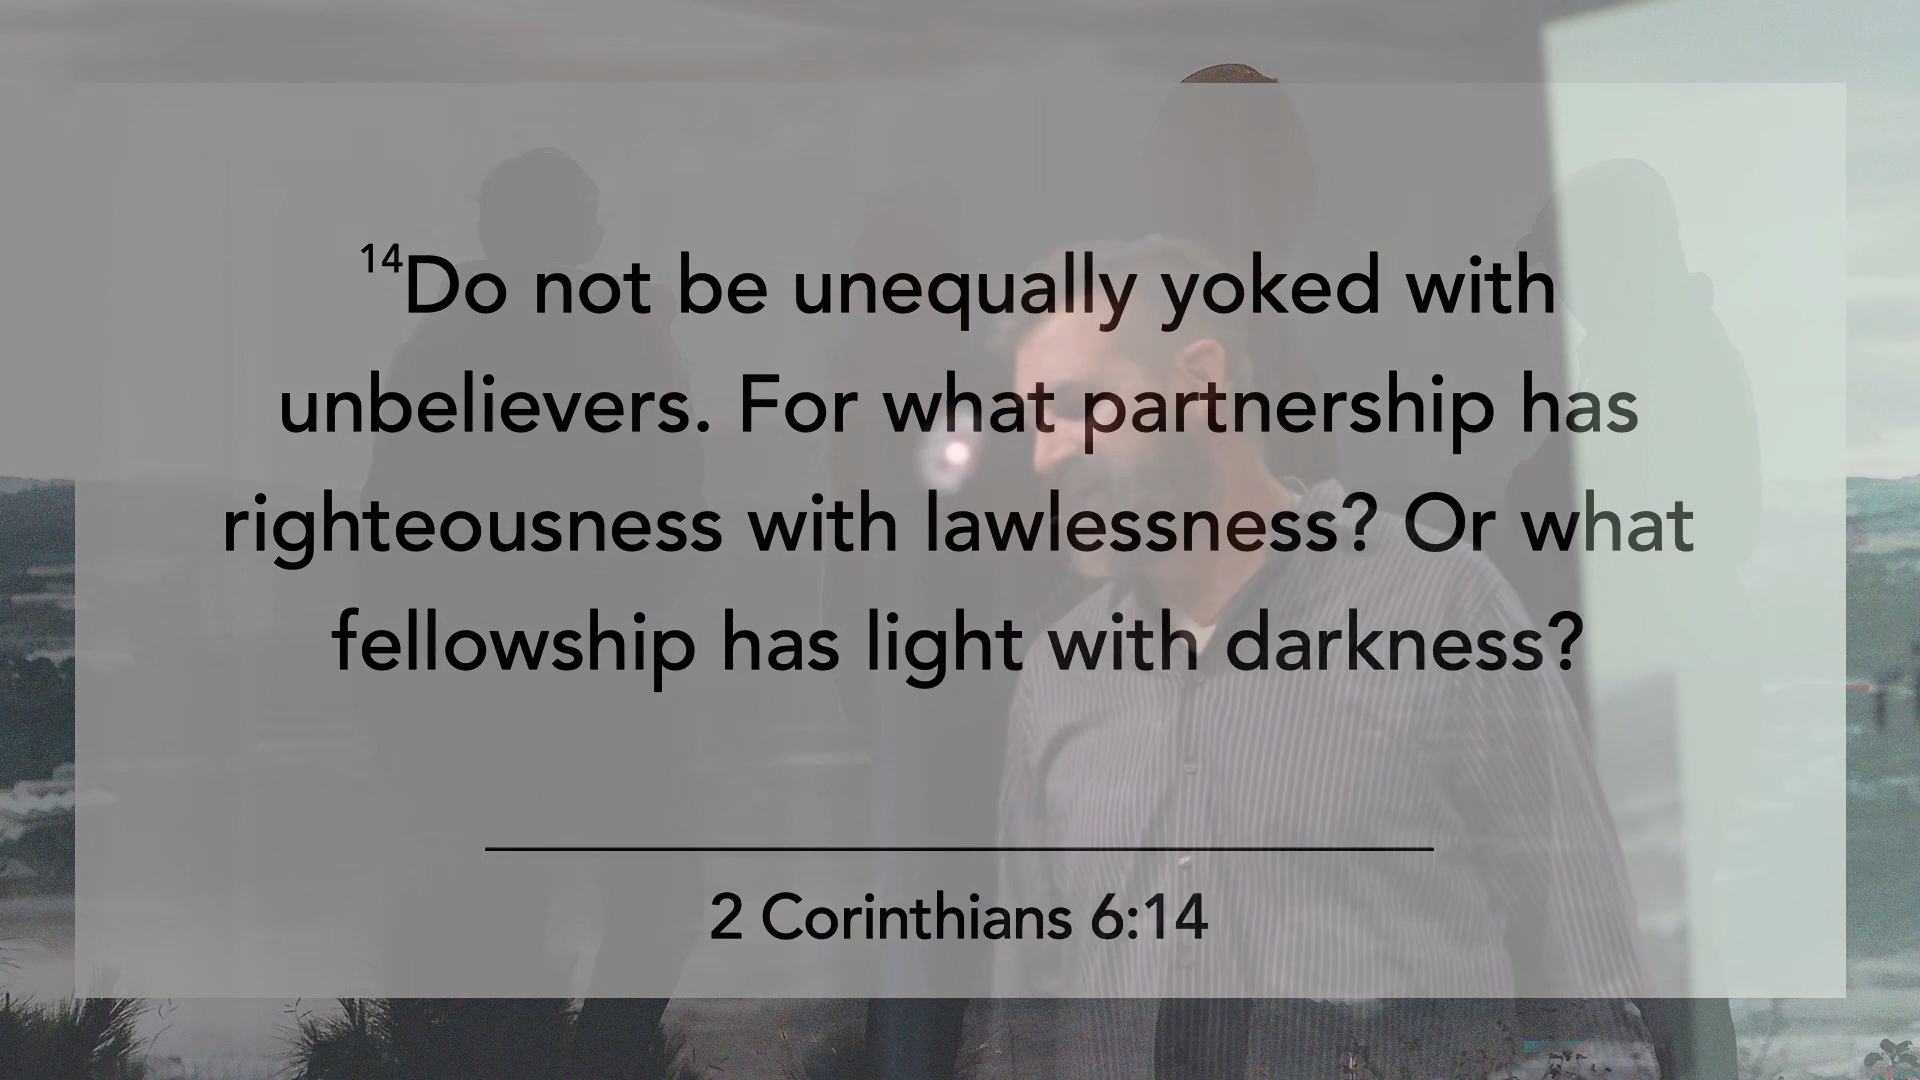 14Do not be unequally yoked with
unbelievers. For what partnership has
righteousness with lawlessness? Or what
fellowship has light with darkness?
2 Corinthians 6:14